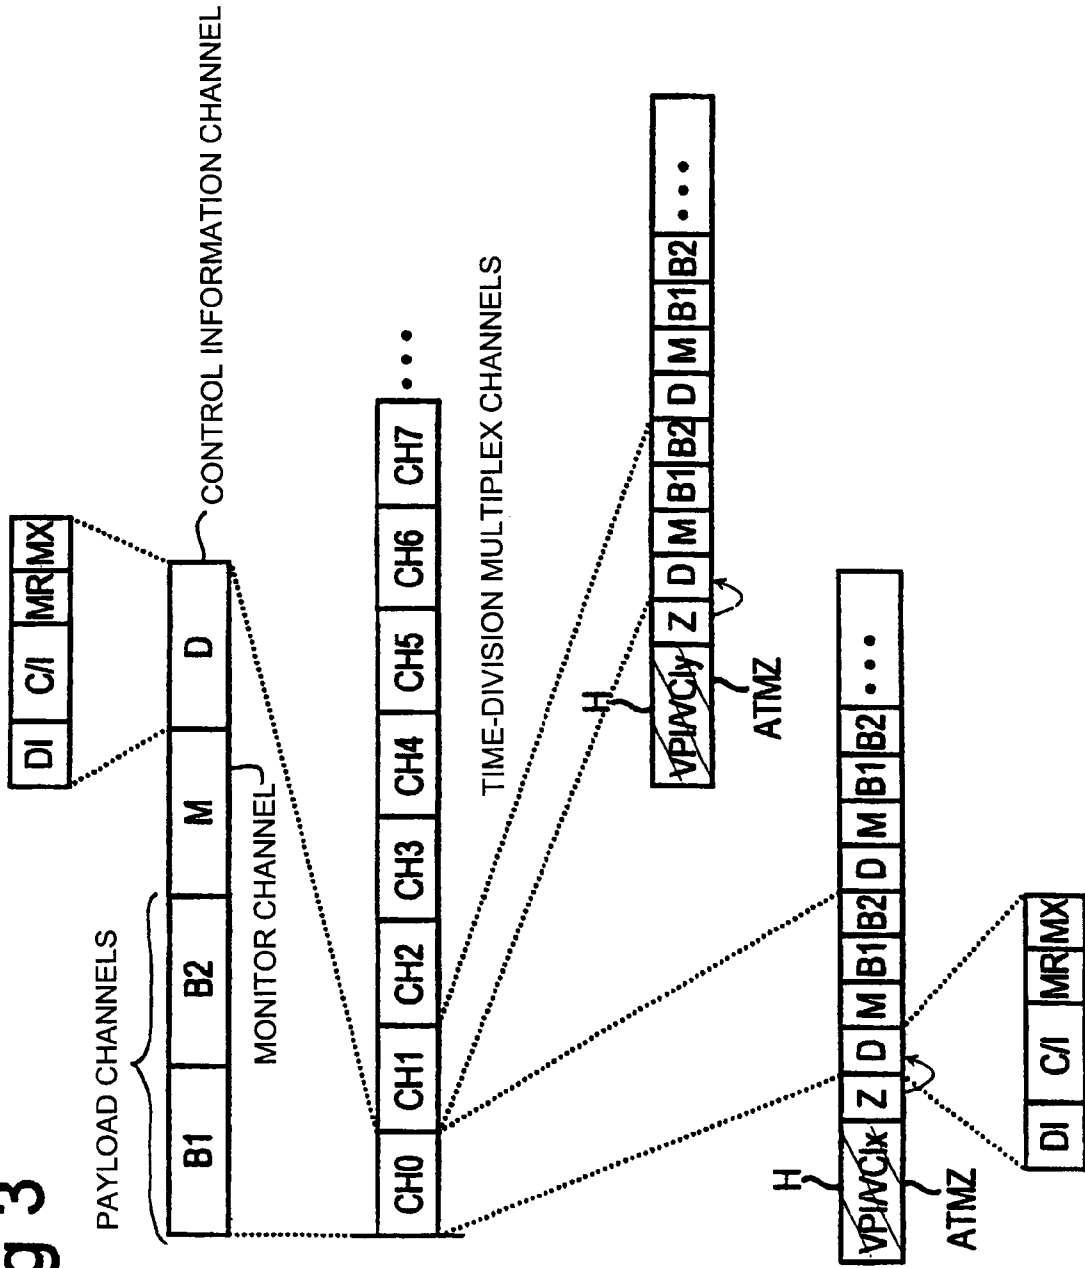 g 3
DI C/I MR MX
PAYLOAD CHANNELS
CONTROL INFORMATION CHANNEL
B1 B2 M D
MONITOR CHANNEL
CH0 CH1 CH2 CH3 CH4 CH5 CH6 CH7 •••
TIME-DIVISION MULTIPLEX CHANNELS
H
VPI/VCIy Z D M B1 B2 D M B1 B2 •••
ATMZ
H
VPI/VCIx Z D M B1 B2 D M B1 B2 •••
ATMZ
DI C/I MR MX